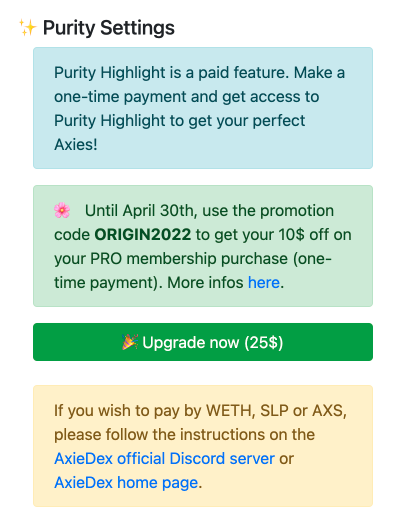 ✨ Purity Settings
Purity Highlight is a paid feature. Make a
one-time payment and get access to
Purity Highlight to get your perfect
Axies!
🌸 Until April 30th, use the promotion
code ORIGIN2022 to get your 10$ off on
your PRO membership purchase (one-
time payment). More infos here.
🎉 Upgrade now (25$)
If you wish to pay by WETH, SLP or AXS,
please follow the instructions on the
AxieDex official Discord server or
AxieDex home page.